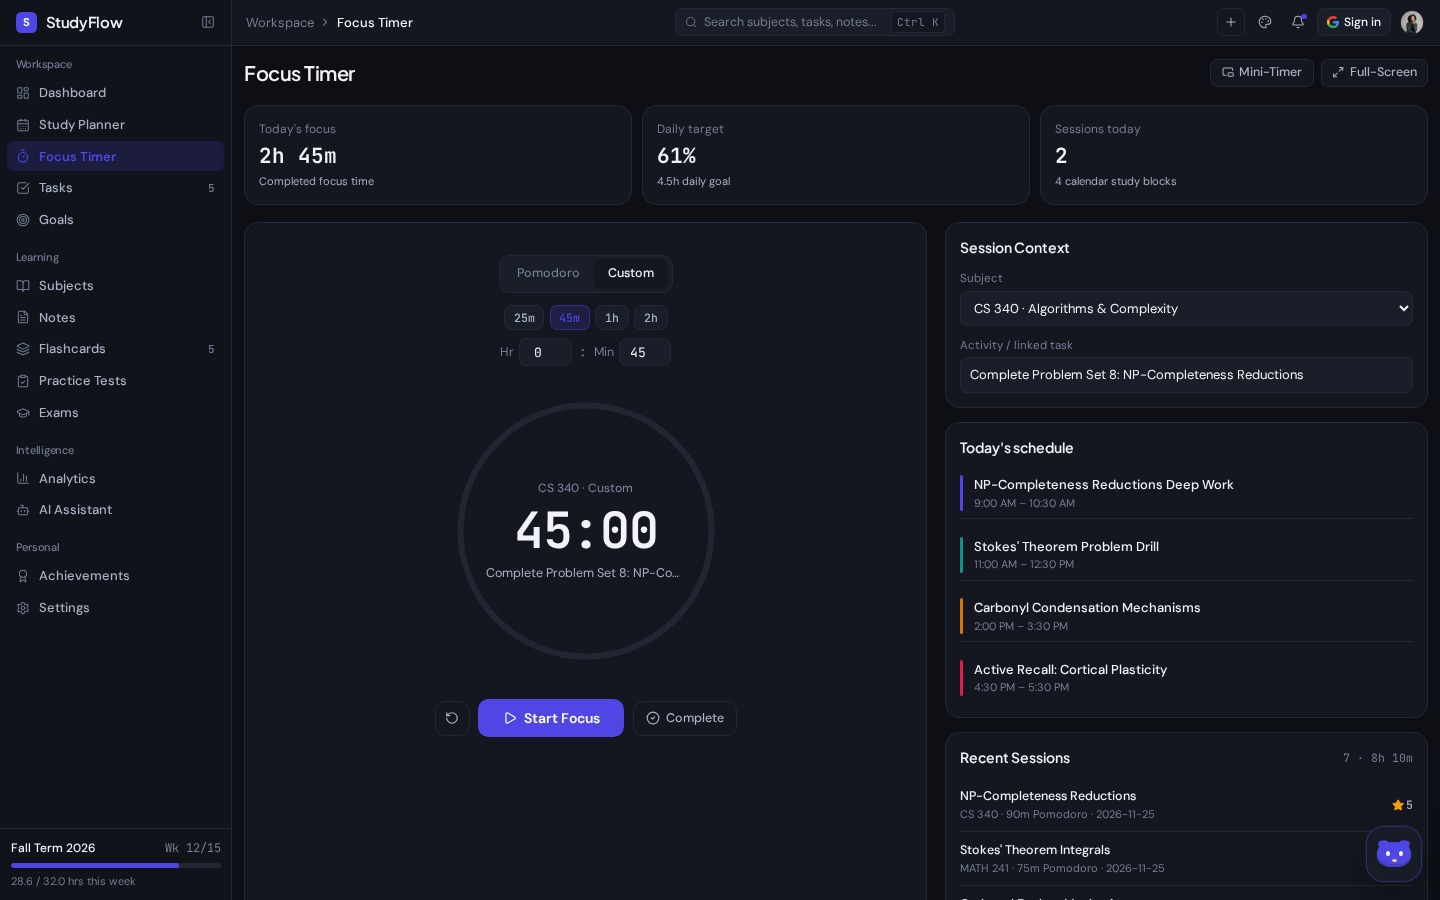 S StudyFlow
Workspace
Dashboard
Study Planner
Focus Timer
Tasks 5
Goals
Learning
Subjects
Notes
Flashcards 5
Practice Tests
Exams
Intelligence
Analytics
AI Assistant
Personal
Achievements
Settings
Fall Term 2026 Wk 12/15
28.6 / 32.0 hrs this week
Workspace > Focus Timer
Search subjects, tasks, notes... Ctrl K
Sign in
Focus Timer
Mini-Timer
Full-Screen
Today's focus
2h 45m
Completed focus time
Daily target
61%
4.5h daily goal
Sessions today
2
4 calendar study blocks
Pomodoro Custom
25m 45m 1h 2h
Hr 0 : Min 45
CS 340 · Custom
45:00
Complete Problem Set 8: NP-Co...
Start Focus
Complete
Session Context
Subject
CS 340 · Algorithms & Complexity
Activity / linked task
Complete Problem Set 8: NP-Completeness Reductions
Today's schedule
NP-Completeness Reductions Deep Work
9:00 AM – 10:30 AM
Stokes' Theorem Problem Drill
11:00 AM – 12:30 PM
Carbonyl Condensation Mechanisms
2:00 PM – 3:30 PM
Active Recall: Cortical Plasticity
4:30 PM – 5:30 PM
Recent Sessions 7 · 8h 10m
NP-Completeness Reductions
CS 340 · 90m Pomodoro · 2026-11-25
5
Stokes' Theorem Integrals
MATH 241 · 75m Pomodoro · 2026-11-25